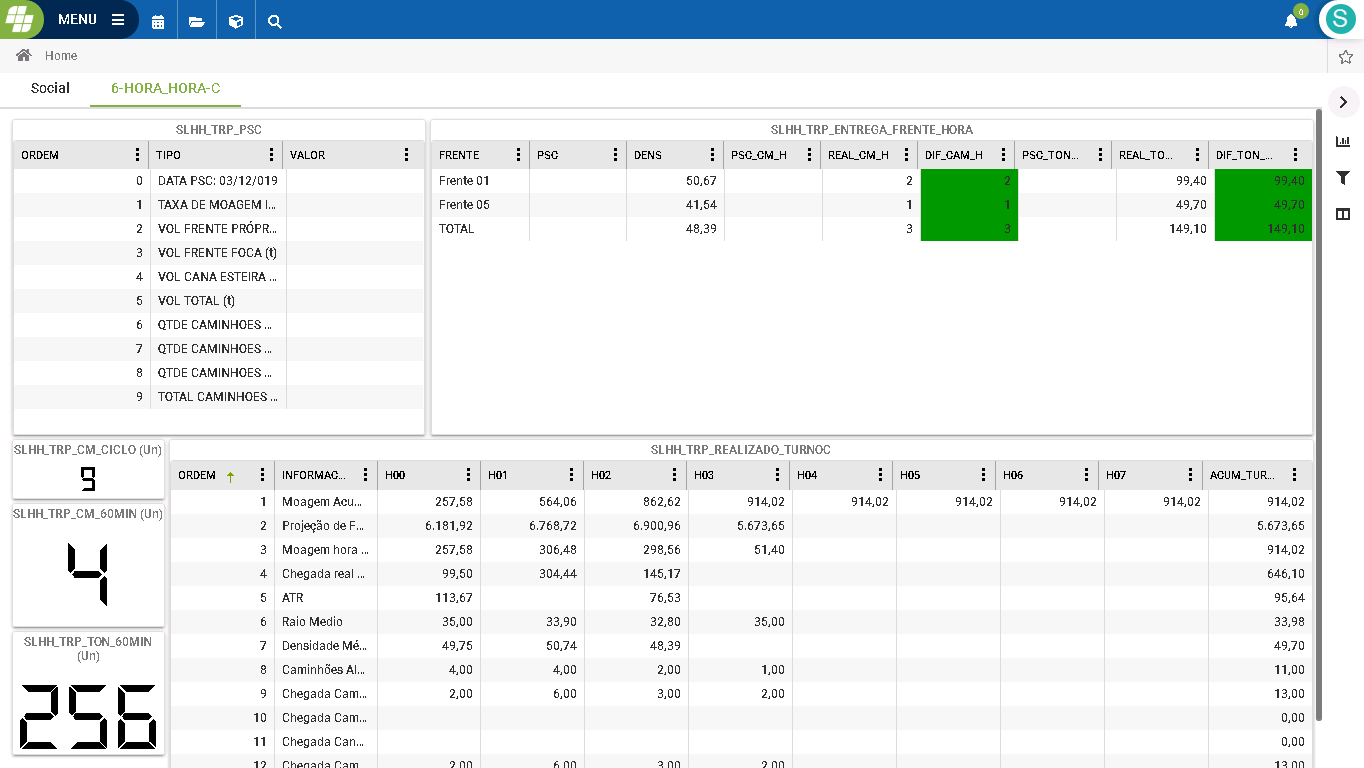 MENU
0
S
Home
Social 6-HORA_HORA-C
SLHH_TRP_PSC
ORDEM TIPO VALOR
0 DATA PSC: 03/12/019
1 TAXA DE MOAGEM I...
2 VOL FRENTE PRÓPR...
3 VOL FRENTE FOCA (t)
4 VOL CANA ESTEIRA ...
5 VOL TOTAL (t)
6 QTDE CAMINHOES ...
7 QTDE CAMINHOES ...
8 QTDE CAMINHOES ...
9 TOTAL CAMINHOES ...
SLHH_TRP_ENTREGA_FRENTE_HORA
FRENTE PSC DENS PSC_CM_H REAL_CM_H DIF_CAM_H PSC_TON... REAL_TO... DIF_TON_...
Frente 01 50,67 2 2 99,40 99,40
Frente 05 41,54 1 1 49,70 49,70
TOTAL 48,39 3 3 149,10 149,10
SLHH_TRP_CM_CICLO (Un)
9
SLHH_TRP_CM_60MIN (Un)
4
SLHH_TRP_TON_60MIN
(Un)
256
SLHH_TRP_REALIZADO_TURNOC
ORDEM INFORMAC... H00 H01 H02 H03 H04 H05 H06 H07 ACUM_TUR...
1 Moagem Acu... 257,58 564,06 862,62 914,02 914,02 914,02 914,02 914,02 914,02
2 Projeção de F... 6.181,92 6.768,72 6.900,96 5.673,65 5.673,65
3 Moagem hora ... 257,58 306,48 298,56 51,40 914,02
4 Chegada real ... 99,50 304,44 145,17 646,10
5 ATR 113,67 76,53 95,64
6 Raio Medio 35,00 33,90 32,80 35,00 33,98
7 Densidade Mé... 49,75 50,74 48,39 49,70
8 Caminhões Al... 4,00 4,00 2,00 1,00 11,00
9 Chegada Cam... 2,00 6,00 3,00 2,00 13,00
10 Chegada Cam... 0,00
11 Chegada Can... 0,00
12 Chegada Cam... 2,00 6,00 3,00 2,00 13,00